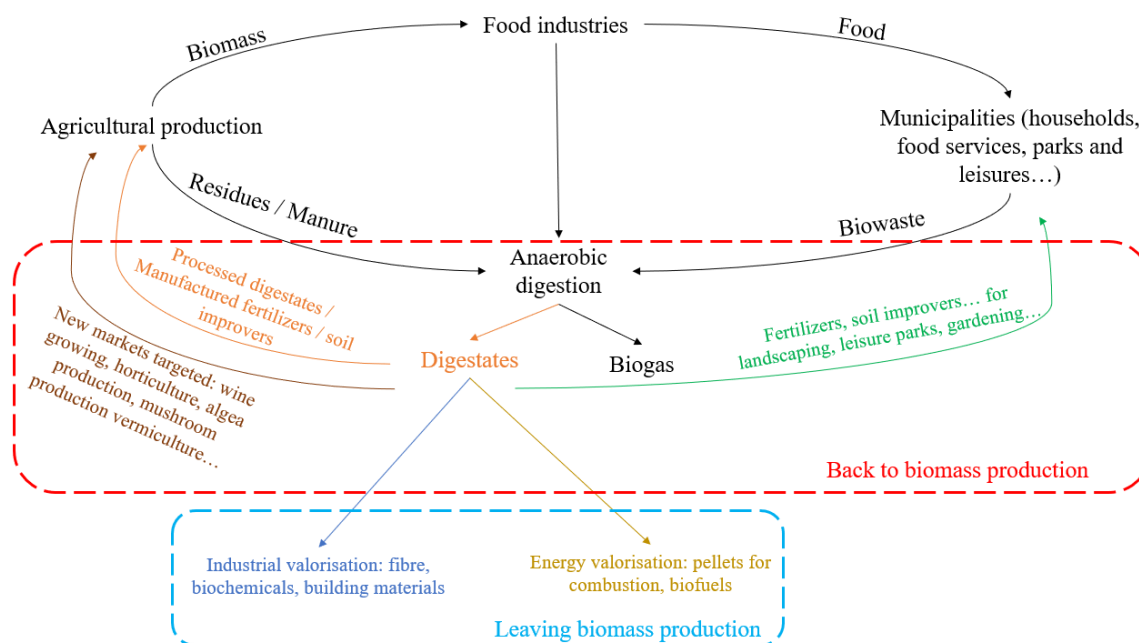 Food industries
Biomass
Food
Agricultural production
Municipalities (households,
food services, parks and
leisures…)
Residues / Manure
Biowaste
Anaerobic
digestion
Processed digestates /
Manufactured fertilizers / soil
improvers
Fertilizers, soil improvers… for
landscaping, leisure parks, gardening…
New markets targeted: wine
growing, horticulture, algea
production, mushroom
production vermiculture…
Digestates
Biogas
Back to biomass production
Industrial valorisation: fibre,
biochemicals, building materials
Energy valorisation: pellets for
combustion, biofuels
Leaving biomass production